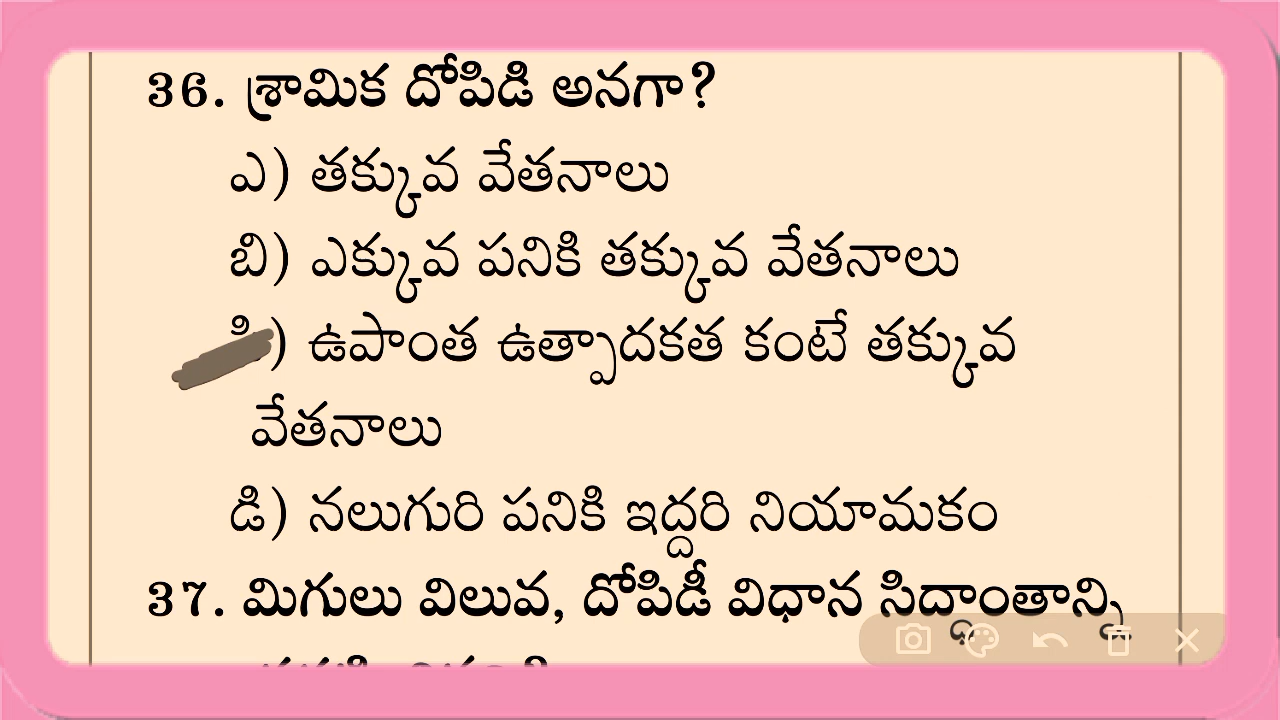 36. శ్రామిక దోపిడి అనగా?
ఎ) తక్కువ వేతనాలు
బి) ఎక్కువ పనికి తక్కువ వేతనాలు
) ఉపాంత ఉత్పాదకత కంటే తక్కువ
వేతనాలు
డి) నలుగురి పనికి ఇద్దరి నియామకం
37. మిగులు విలువ, దోపిడీ విధాన సిద్ధాంతాన్ని